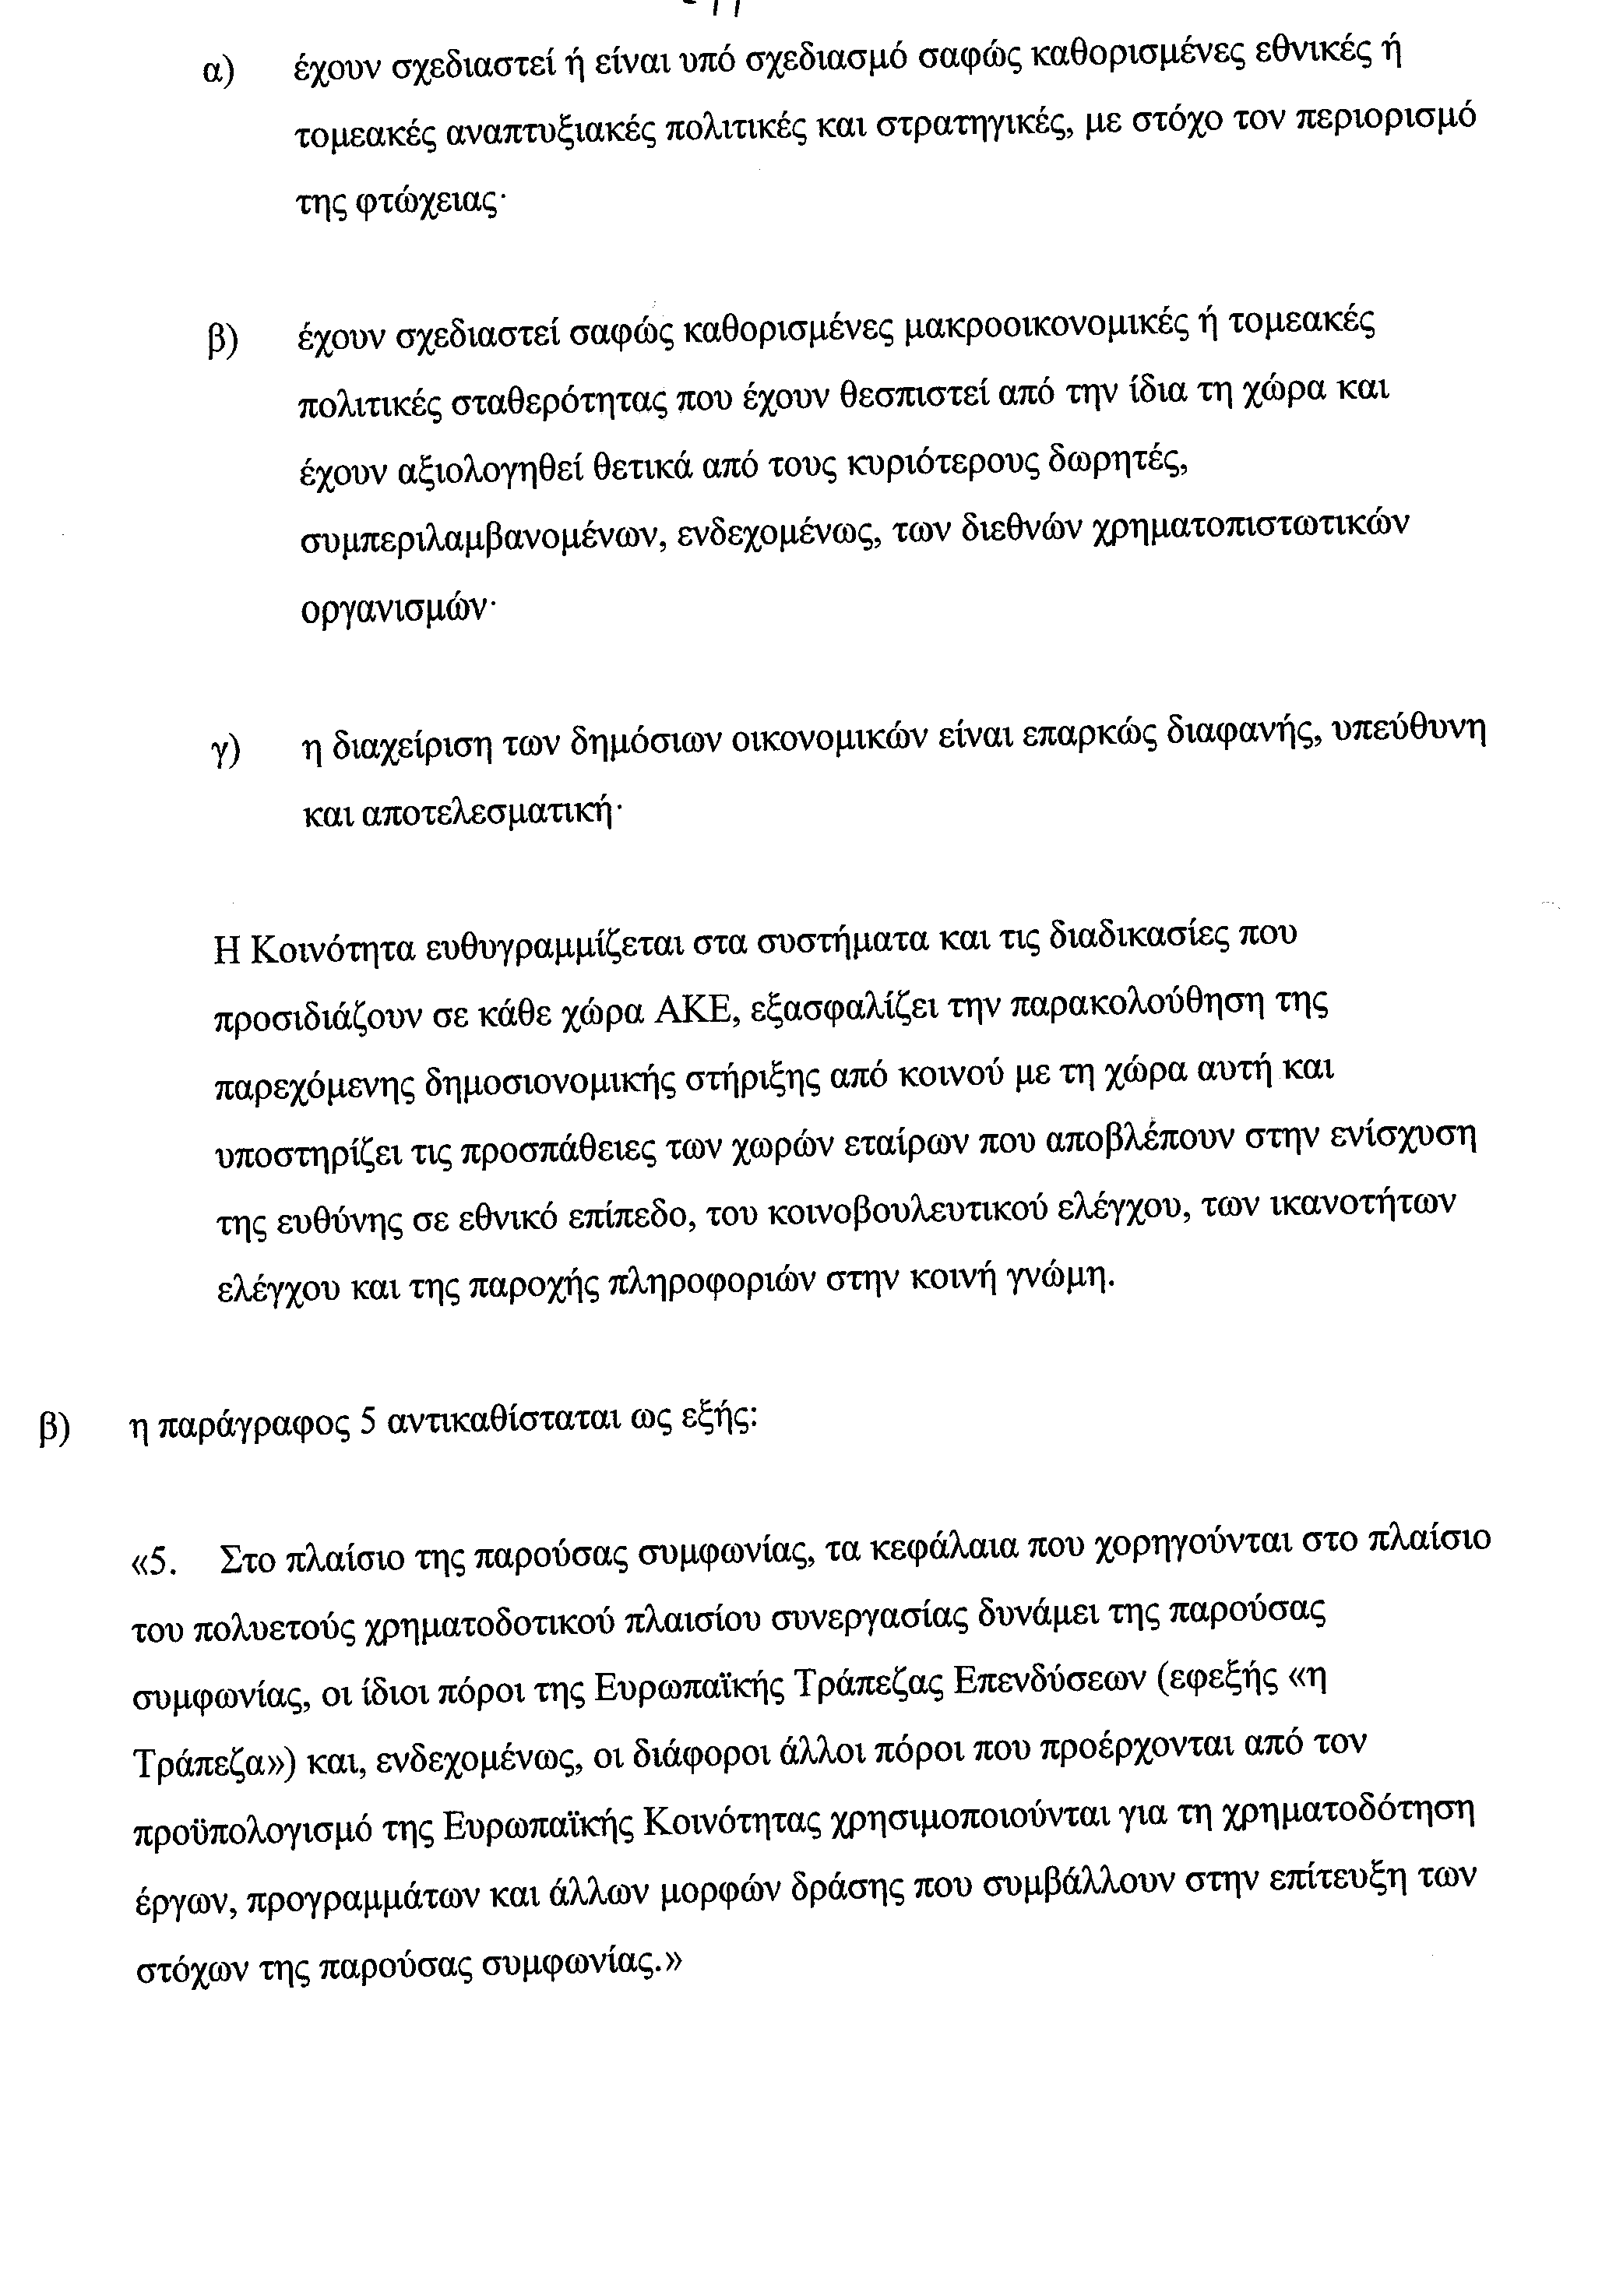 α) έχουν σχεδιαστεί ή είναι υπό σχεδιασμό σαφώς καθορισμένες εθνικές ή
τομεακές αναπτυξιακές πολιτικές και στρατηγικές, με στόχο τον περιορισμό
της φτώχειας·
β) έχουν σχεδιαστεί σαφώς καθορισμένες μακροοικονομικές ή τομεακές
πολιτικές σταθερότητας που έχουν θεσπιστεί από την ίδια τη χώρα και
έχουν αξιολογηθεί θετικά από τους κυριότερους δωρητές,
συμπεριλαμβανομένων, ενδεχομένως, των διεθνών χρηματοπιστωτικών
οργανισμών·
γ) η διαχείριση των δημόσιων οικονομικών είναι επαρκώς διαφανής, υπεύθυνη
και αποτελεσματική·
Η Κοινότητα ευθυγραμμίζεται στα συστήματα και τις διαδικασίες που
προσιδιάζουν σε κάθε χώρα ΑΚΕ, εξασφαλίζει την παρακολούθηση της
παρεχόμενης δημοσιονομικής στήριξης από κοινού με τη χώρα αυτή και
υποστηρίζει τις προσπάθειες των χωρών εταίρων που αποβλέπουν στην ενίσχυση
της ευθύνης σε εθνικό επίπεδο, του κοινοβουλευτικού ελέγχου, των ικανοτήτων
ελέγχου και της παροχής πληροφοριών στην κοινή γνώμη.
β) η παράγραφος 5 αντικαθίσταται ως εξής:
«5. Στο πλαίσιο της παρούσας συμφωνίας, τα κεφάλαια που χορηγούνται στο πλαίσιο
του πολυετούς χρηματοδοτικού πλαισίου συνεργασίας δυνάμει της παρούσας
συμφωνίας, οι ίδιοι πόροι της Ευρωπαϊκής Τράπεζας Επενδύσεων (εφεξής «η
Τράπεζα») και, ενδεχομένως, οι διάφοροι άλλοι πόροι που προέρχονται από τον
προϋπολογισμό της Ευρωπαϊκής Κοινότητας χρησιμοποιούνται για τη χρηματοδότηση
έργων, προγραμμάτων και άλλων μορφών δράσης που συμβάλλουν στην επίτευξη των
στόχων της παρούσας συμφωνίας.»